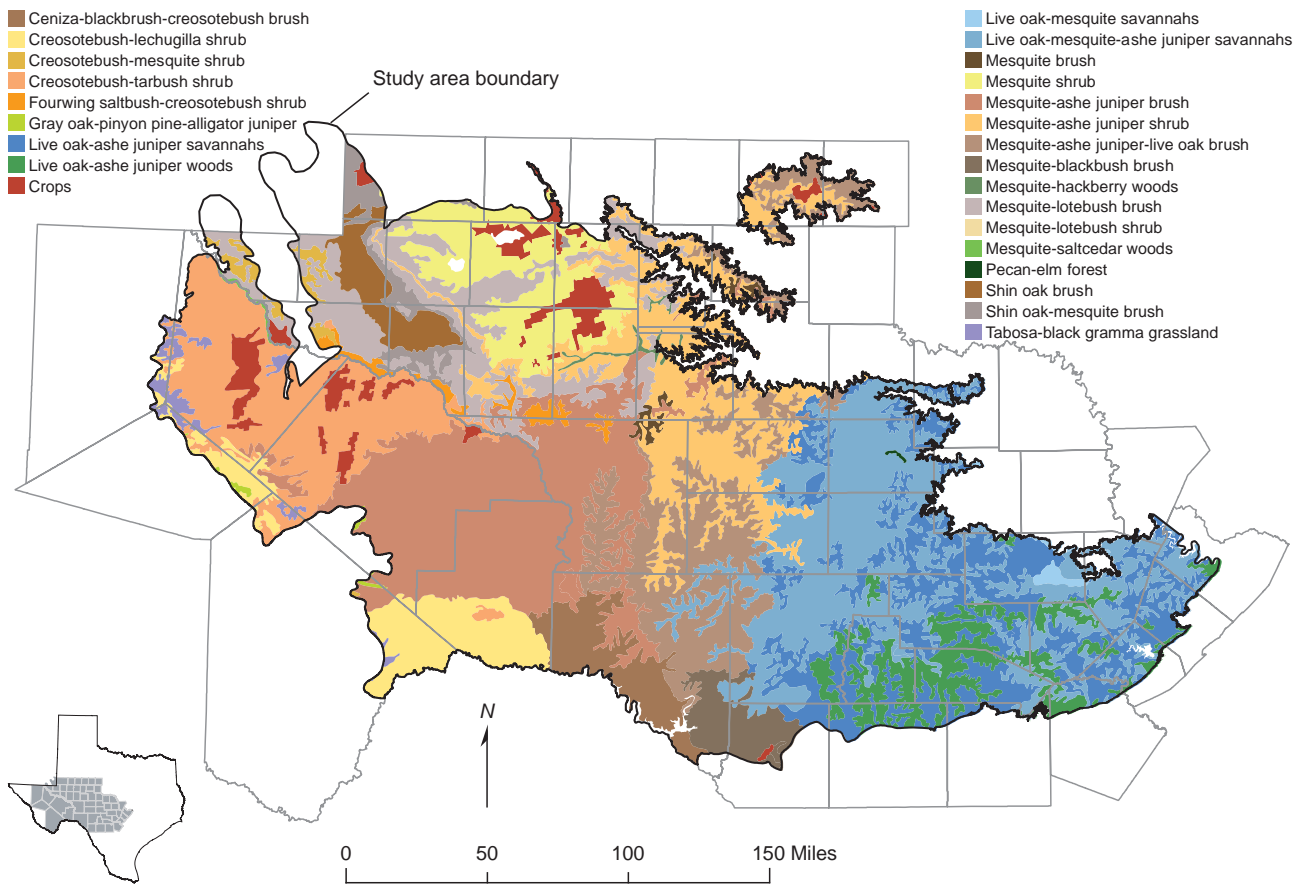 Ceniza-blackbrush-creosotebush brush
Creosotebush-lechugilla shrub
Creosotebush-mesquite shrub
Creosotebush-tarbush shrub
Fourwing saltbush-creosotebush shrub
Gray oak-pinyon pine-alligator juniper
Live oak-ashe juniper savannahs
Live oak-ashe juniper woods
Crops
Study area boundary
Live oak-mesquite savannahs
Live oak-mesquite-ashe juniper savannahs
Mesquite brush
Mesquite shrub
Mesquite-ashe juniper brush
Mesquite-ashe juniper shrub
Mesquite-ashe juniper-live oak brush
Mesquite-blackbush brush
Mesquite-hackberry woods
Mesquite-lotebush brush
Mesquite-lotebush shrub
Mesquite-saltcedar woods
Pecan-elm forest
Shin oak brush
Shin oak-mesquite brush
Tabosa-black gramma grassland
N
0 50 100 150 Miles